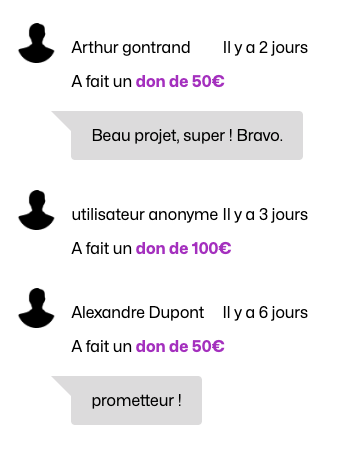 Arthur gontrand Il y a 2 jours
A fait un don de 50€
Beau projet, super ! Bravo.
utilisateur anonyme Il y a 3 jours
A fait un don de 100€
Alexandre Dupont Il y a 6 jours
A fait un don de 50€
prometteur !